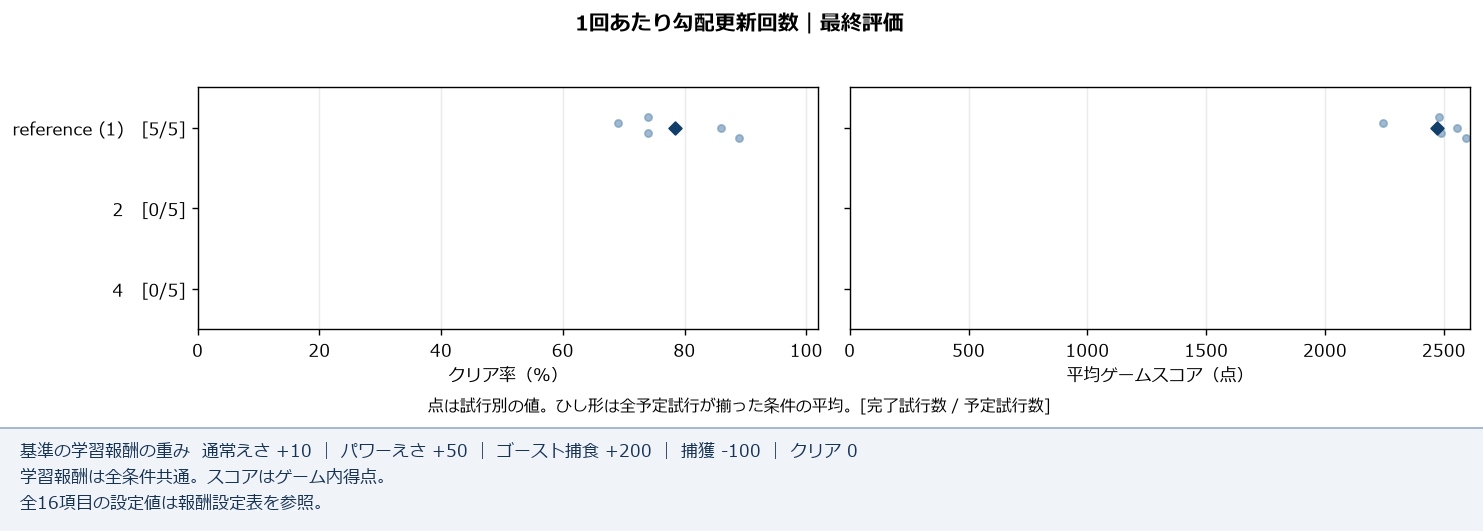 1回あたり勾配更新回数｜最終評価
reference (1) [5/5]
2 [0/5]
4 [0/5]
0 20 40 60 80 100
クリア率（%）
0 500 1000 1500 2000 2500
平均ゲームスコア（点）
点は試行別の値。ひし形は全予定試行が揃った条件の平均。[完了試行数 / 予定試行数]
基準の学習報酬の重み 通常えさ +10 ｜ パワーえさ +50 ｜ ゴースト捕食 +200 ｜ 捕獲 -100 ｜ クリア 0
学習報酬は全条件共通。スコアはゲーム内得点。
全16項目の設定値は報酬設定表を参照。